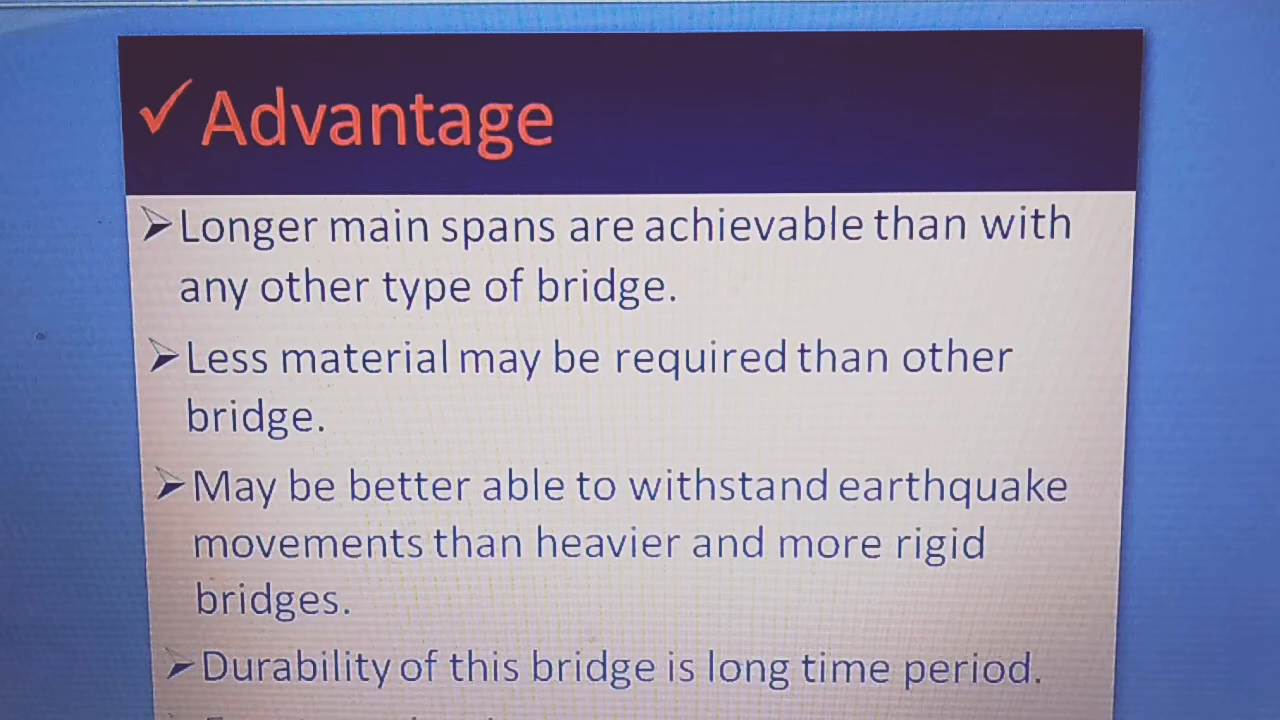 ✓Advantage
➢Longer main spans are achievable than with
any other type of bridge.
➢Less material may be required than other
bridge.
➢May be better able to withstand earthquake
movements than heavier and more rigid
bridges.
➢Durability of this bridge is long time period.